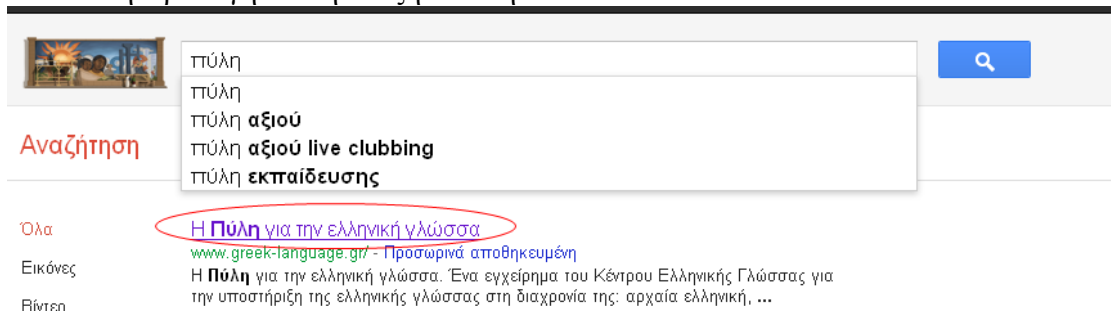 πύλη
πύλη
πύλη αξιού
πύλη αξιού live clubbing
πύλη εκπαίδευσης
Αναζήτηση
Όλα
Εικόνες
Βίντεο
Η Πύλη για την ελληνική γλώσσα
www.greek-language.gr/ - Προσωρινά αποθηκευμένη
Η Πύλη για την ελληνική γλώσσα. Ένα εγχείρημα του Κέντρου Ελληνικής Γλώσσας για
την υποστήριξη της ελληνικής γλώσσας στη διαχρονία της: αρχαία ελληνική, ...